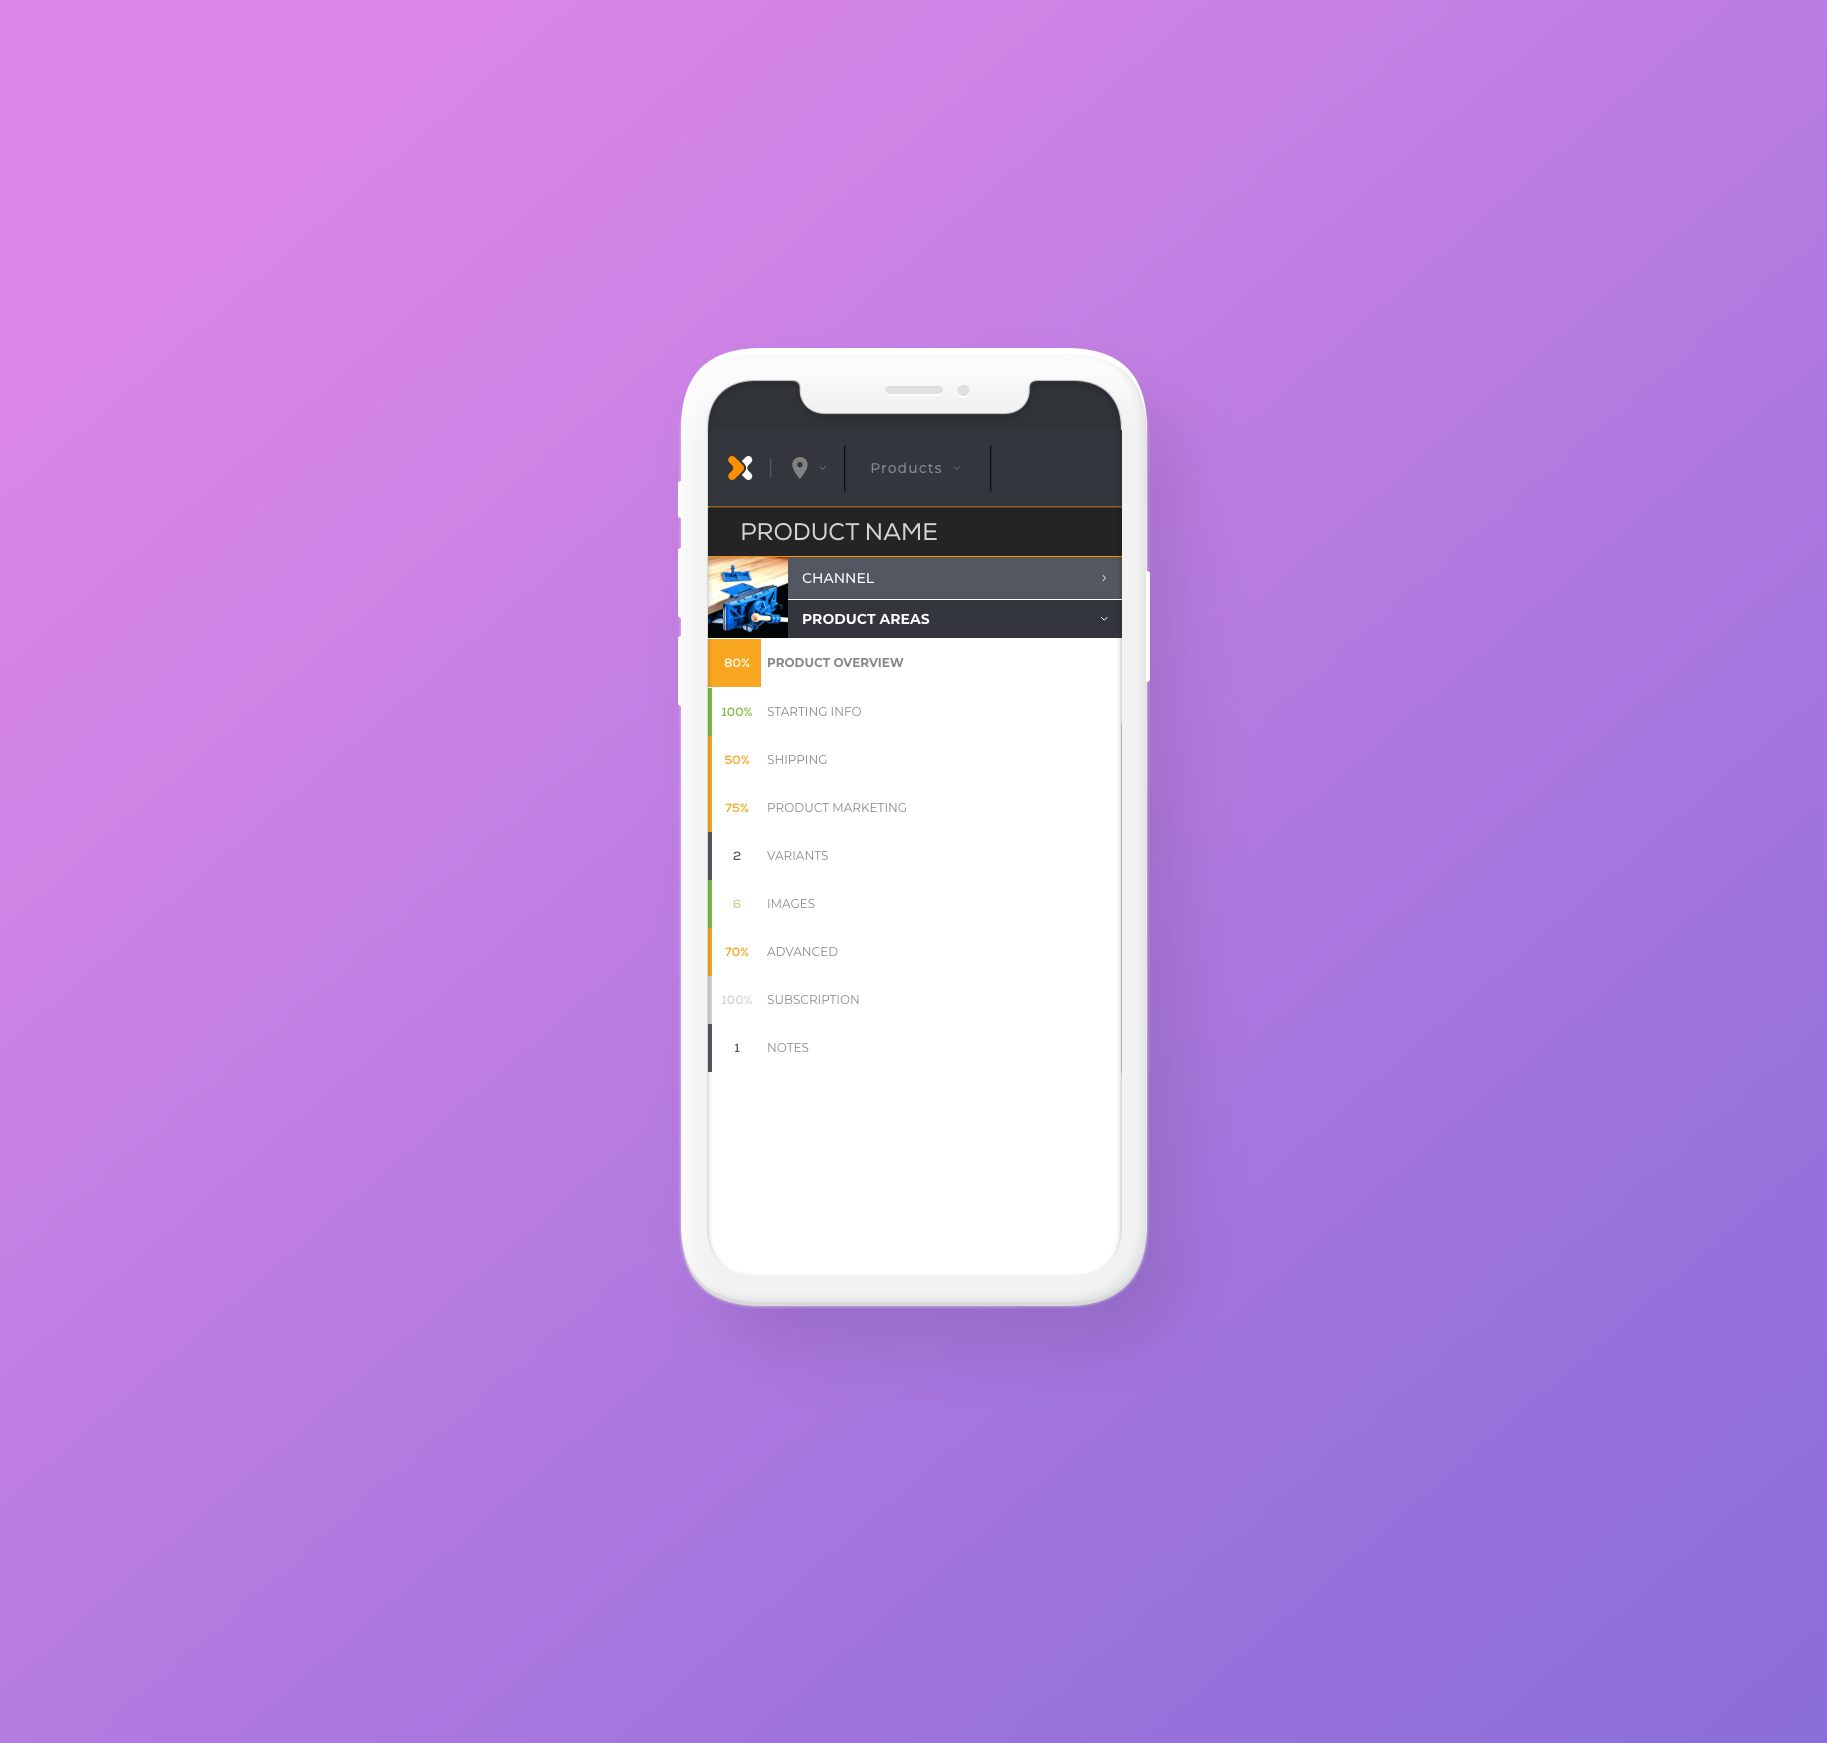 Products
PRODUCT NAME
CHANNEL
PRODUCT AREAS
80% PRODUCT OVERVIEW
100% STARTING INFO
50% SHIPPING
75% PRODUCT MARKETING
2 VARIANTS
6 IMAGES
70% ADVANCED
100% SUBSCRIPTION
1 NOTES